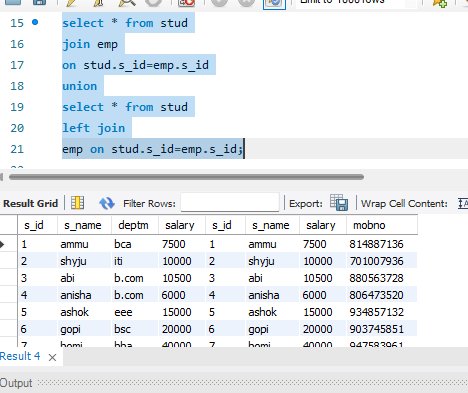 Limit to 1000 rows
15 select * from stud
16 join emp
17 on stud.s_id=emp.s_id
18 union
19 select * from stud
20 left join
21 emp on stud.s_id=emp.s_id;
Result Grid Filter Rows: Export: Wrap Cell Content:
s_id s_name deptm salary s_id s_name salary mobno
1 ammu bca 7500 1 ammu 7500 814887136
2 shyju iti 10000 2 shyju 10000 701007936
3 abi b.com 10500 3 abi 10500 880563728
4 anisha b.com 6000 4 anisha 6000 806473520
5 ashok eee 15000 5 ashok 15000 934857132
6 gopi bsc 20000 6 gopi 20000 903745851
7 homi bba 40000 7 homi 40000 947583961
Result 4
Output